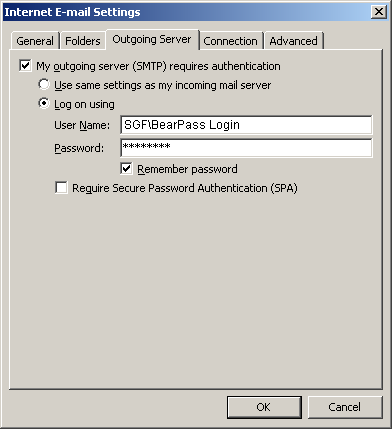 Internet E-mail Settings
General Folders Outgoing Server Connection Advanced
My outgoing server (SMTP) requires authentication
Use same settings as my incoming mail server
Log on using
User Name: SGF\BearPass Login
Password: ********
Remember password
Require Secure Password Authentication (SPA)
OK Cancel